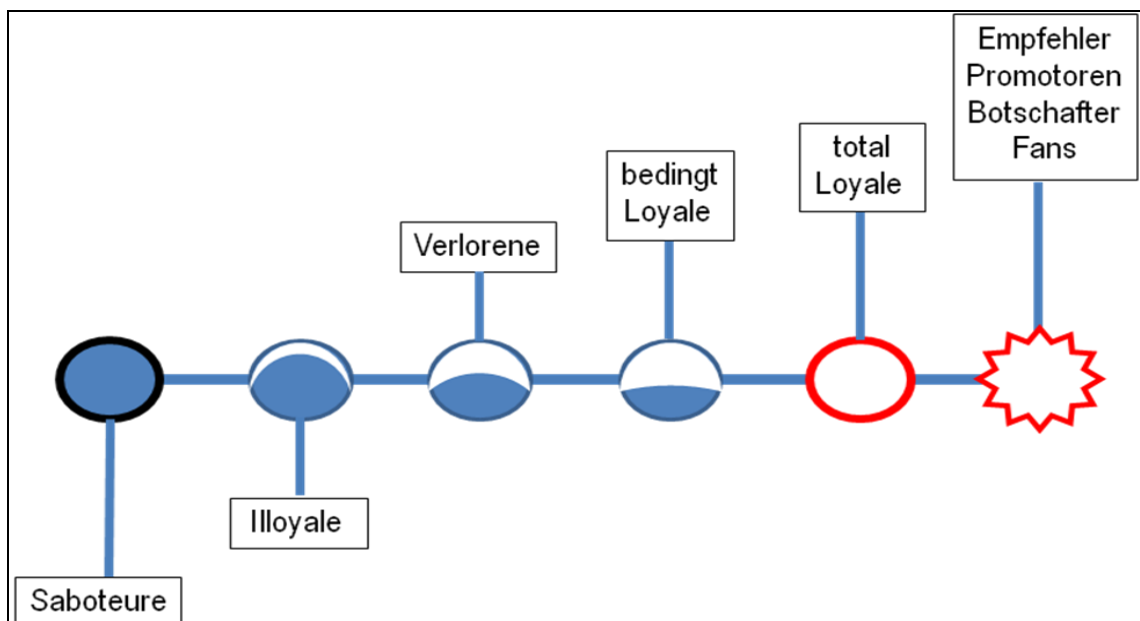 Empfehler
Promotoren
Botschafter
Fans
total
Loyale
bedingt
Loyale
Verlorene
Illoyale
Saboteure